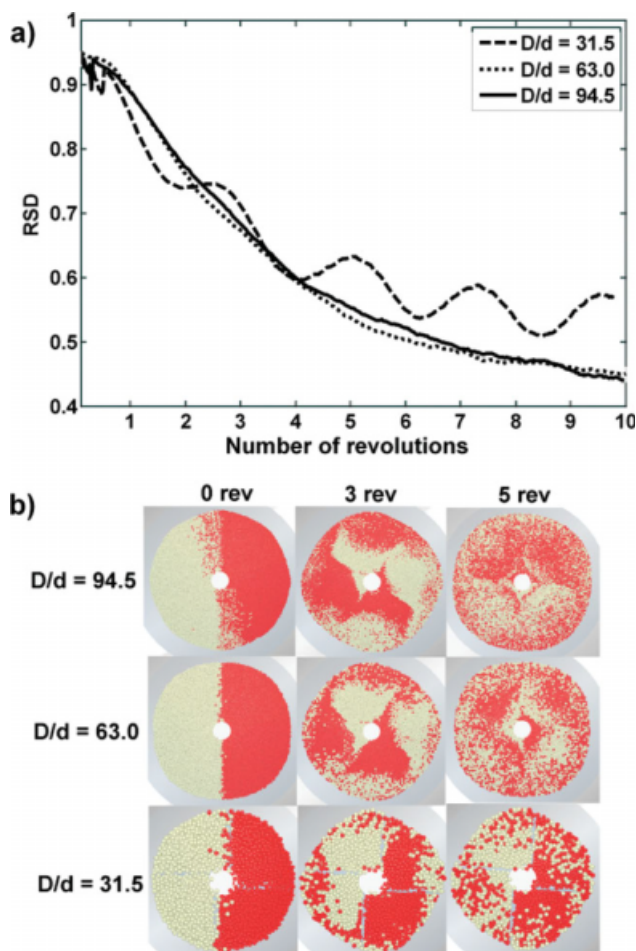 a)
1
0.9
0.8
0.7
0.6
0.5
0.4
RSD
D/d = 31.5
D/d = 63.0
D/d = 94.5
1 2 3 4 5 6 7 8 9 10
Number of revolutions
b)
0 rev 3 rev 5 rev
D/d = 94.5
D/d = 63.0
D/d = 31.5